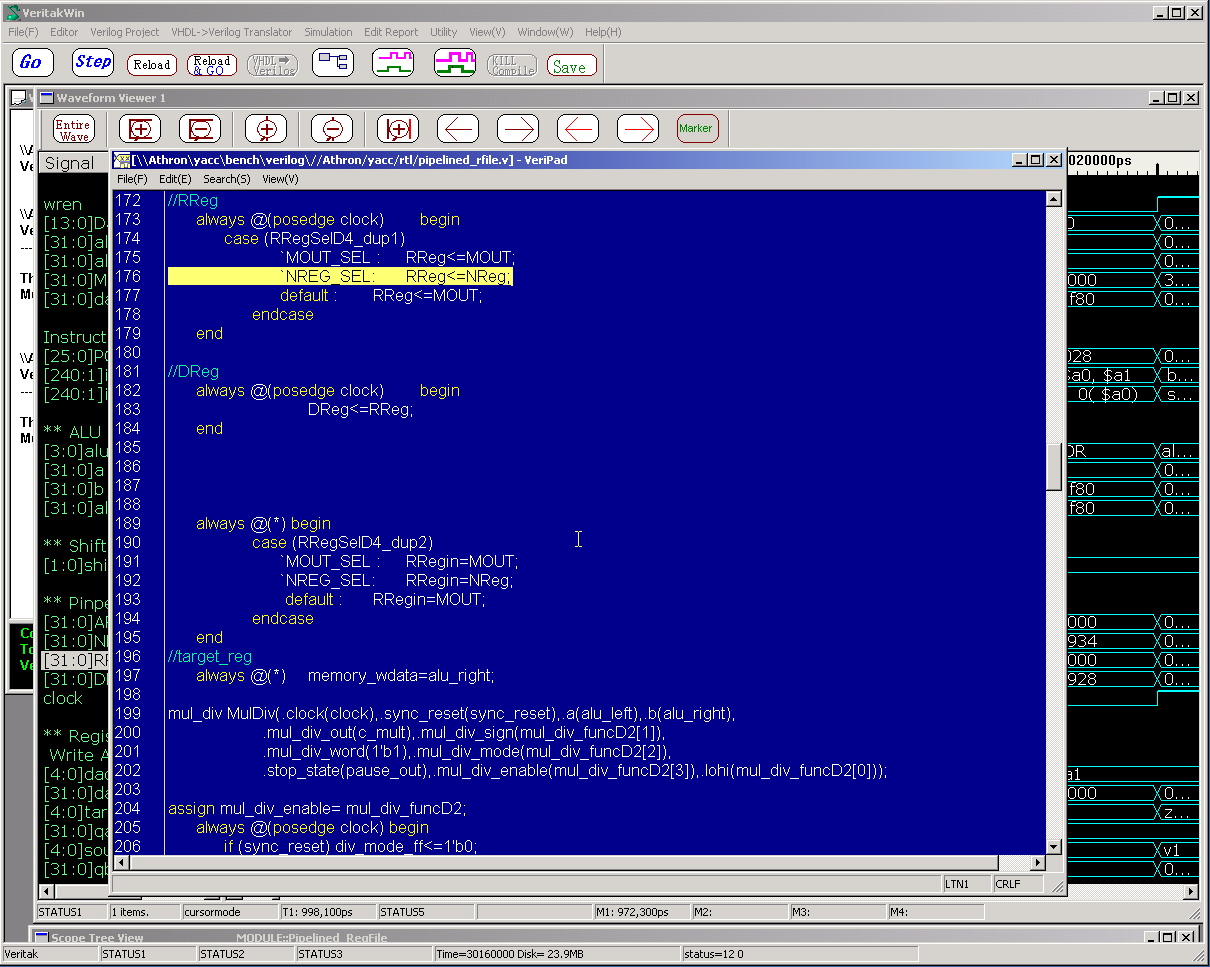 VeritakWin
File(F) Editor Verilog Project VHDL->Verilog Translator Simulation Edit Report Utility View(V) Window(W) Help(H)
Go Step Reload Reload & GO VHDL Verilog KILL Compile Save
Waveform Viewer 1
Entire Wave Marker
Signal
020000ps
[\\Athron\yacc\bench\verilog\//Athron/yacc/rtl/pipelined_rfile.v] - VeriPad
File(F) Edit(E) Search(S) View(V)
172 //RReg
173 always @(posedge clock) begin
174 case (RRegSelD4_dup1)
175 `MOUT_SEL : RReg<=MOUT;
176 `NREG_SEL: RReg<=NReg;
177 default : RReg<=MOUT;
178 endcase
179 end
180
181 //DReg
182 always @(posedge clock) begin
183 DReg<=RReg;
184 end
185
186
187
188
189 always @(*) begin
190 case (RRegSelD4_dup2)
191 `MOUT_SEL : RRegin=MOUT;
192 `NREG_SEL: RRegin=NReg;
193 default : RRegin=MOUT;
194 endcase
195 end
196 //target_reg
197 always @(*) memory_wdata=alu_right;
198
199 mul_div MulDiv(.clock(clock),.sync_reset(sync_reset),.a(alu_left),.b(alu_right),
200 .mul_div_out(c_mult),.mul_div_sign(mul_div_funcD2[1]),
201 .mul_div_word(1'b1),.mul_div_mode(mul_div_funcD2[2]),
202 .stop_state(pause_out),.mul_div_enable(mul_div_funcD2[3]),.lohi(mul_div_funcD2[0]));
203
204 assign mul_div_enable= mul_div_funcD2;
205 always @(posedge clock) begin
206 if (sync_reset) div_mode_ff<=1'b0;
LTN1 CRLF
wren
[13:0]D
[31:0]al
[31:0]al
[31:0]M
[31:0]da
Instruct
[25:0]PC
[240:1]i
[240:1]i
** ALU
[3:0]alu
[31:0]a
[31:0]b
[31:0]al
** Shift
[1:0]shi
** Pinpe
[31:0]AF
[31:0]NI
[31:0]RF
[31:0]DI
clock
** Regis
Write A
[4:0]dac
[31:0]da
[4:0]tar
[31:0]qa
[4:0]sou
[31:0]qb
0 0...
0...
0...
000 3...
f80 0...
028 0...
$a0, $a1 b...
0( $a0) s...
OR al...
0...
f80 0...
f80 0...
000 0...
934 0...
000 0...
928 0...
a1
000 0...
z...
v1
0...
STATUS1 1 items. cursormode T1: 998,100ps STATUS5 M1: 972,300ps M2: M3: M4:
Scope Tree View MODULE::Pipelined_RegFile
Veritak STATUS1 STATUS2 STATUS3 Time=30160000 Disk= 23.9MB status=12 0